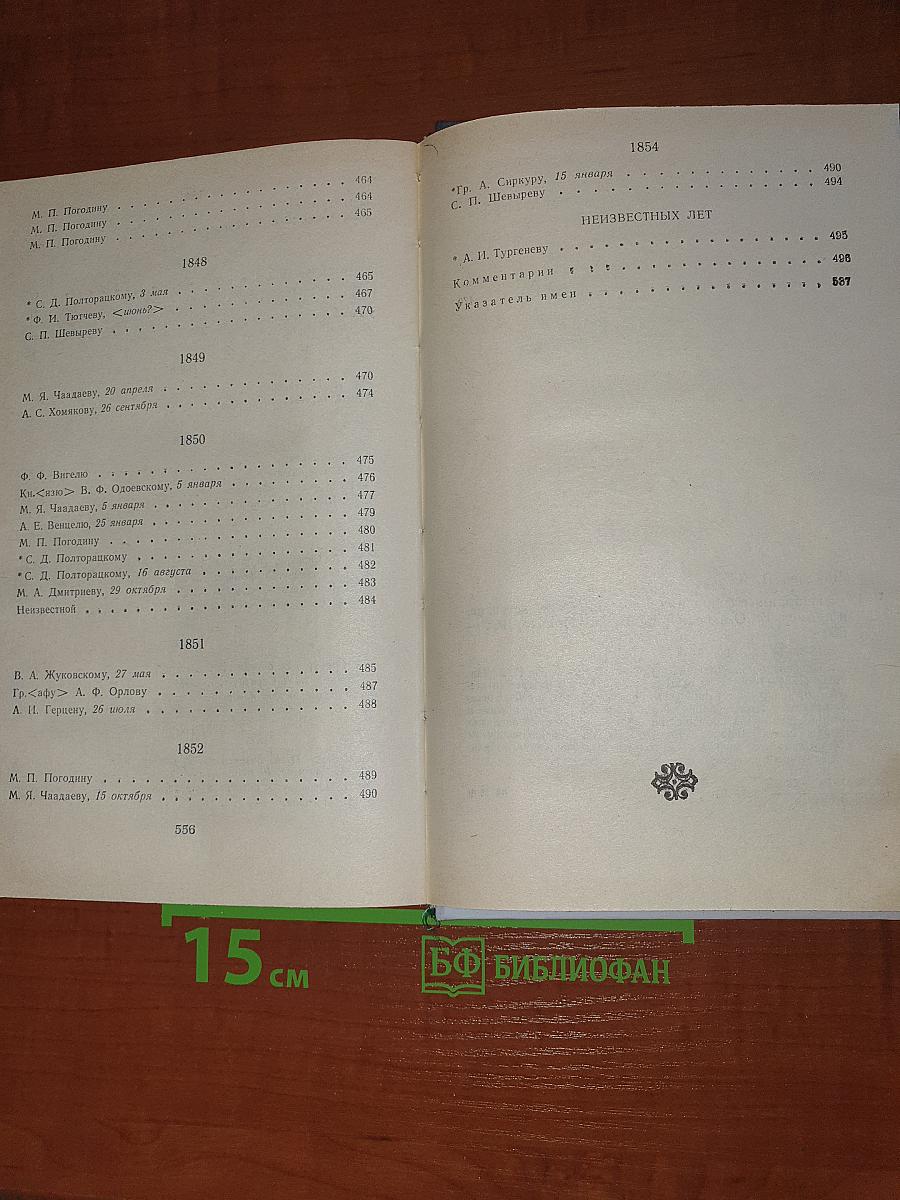 М. П. Погодину . . . 464
М. П. Погодину . . . 464
М. П. Погодину . . . 465
1848
* С. Д. Полторацкому, 3 мая . . . 465
* Ф. И. Тютчеву, <июнь?> . . . 467
С. П. Шевыреву . . . 470
1849
М. Я. Чаадаеву, 20 апреля . . . 470
А. С. Хомякову, 26 сентября . . . 474
1850
Ф. Ф. Вигелю . . . 475
Кн.<язю> В. Ф. Одоевскому, 5 января . . . 476
М. Я. Чаадаеву, 5 января . . . 477
А. Е. Венцелю, 25 января . . . 479
М. П. Погодину . . . 480
* С. Д. Полторацкому . . . 481
* С. Д. Полторацкому, 16 августа . . . 482
М. А. Дмитриеву, 29 октября . . . 483
Неизвестной . . . 484
1851
В. А. Жуковскому, 27 мая . . . 485
Гр.<афу> А. Ф. Орлову . . . 487
А. И. Герцену, 26 июля . . . 488
1852
М. П. Погодину . . . 489
М. Я. Чаадаеву, 15 октября . . . 490
556
1854
*Гр. А. Сиркуру, 15 января . . . 490
С. П. Шевыреву . . . 494
НЕИЗВЕСТНЫХ ЛЕТ
* А. И. Тургеневу . . . 495
Комментарии . . . 496
Указатель имен . . . 537
15 см
БФ БИБЛИОФАН